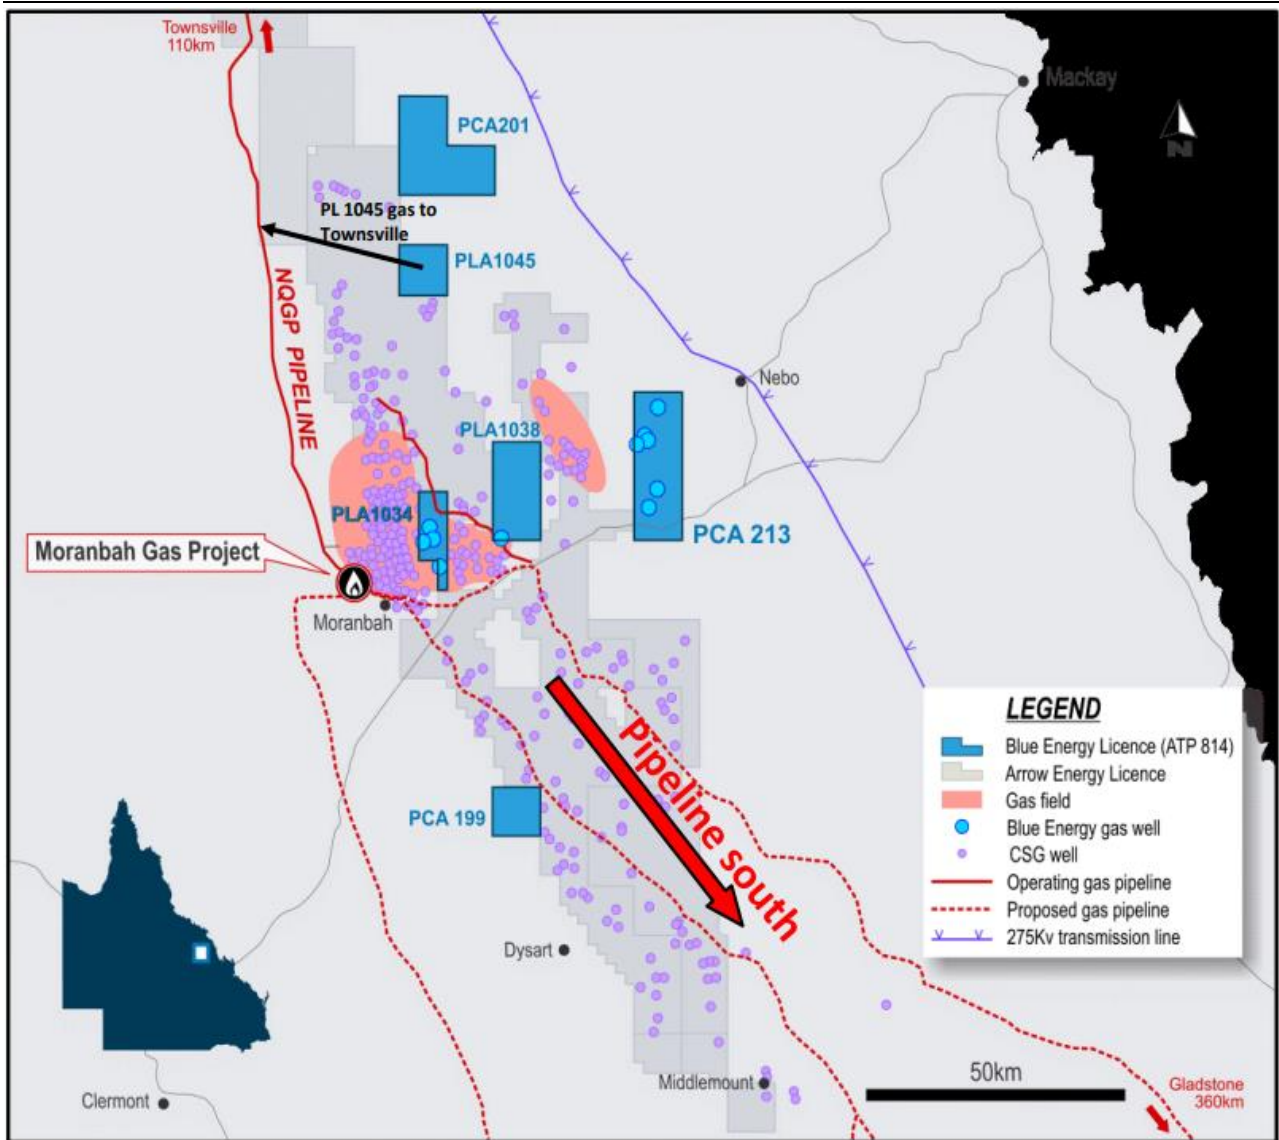 Townsville
110km
Mackay
PCA201
N
PL 1045 gas to
Townsville
PLA1045
NQGP PIPELINE
Nebo
PLA1038
PLA1034
PCA 213
Moranbah Gas Project
Moranbah
Pipeline south
PCA 199
Dysart
LEGEND
Blue Energy Licence (ATP 814)
Arrow Energy Licence
Gas field
Blue Energy gas well
CSG well
Operating gas pipeline
Proposed gas pipeline
275Kv transmission line
50km
Middlemount
Gladstone
360km
Clermont